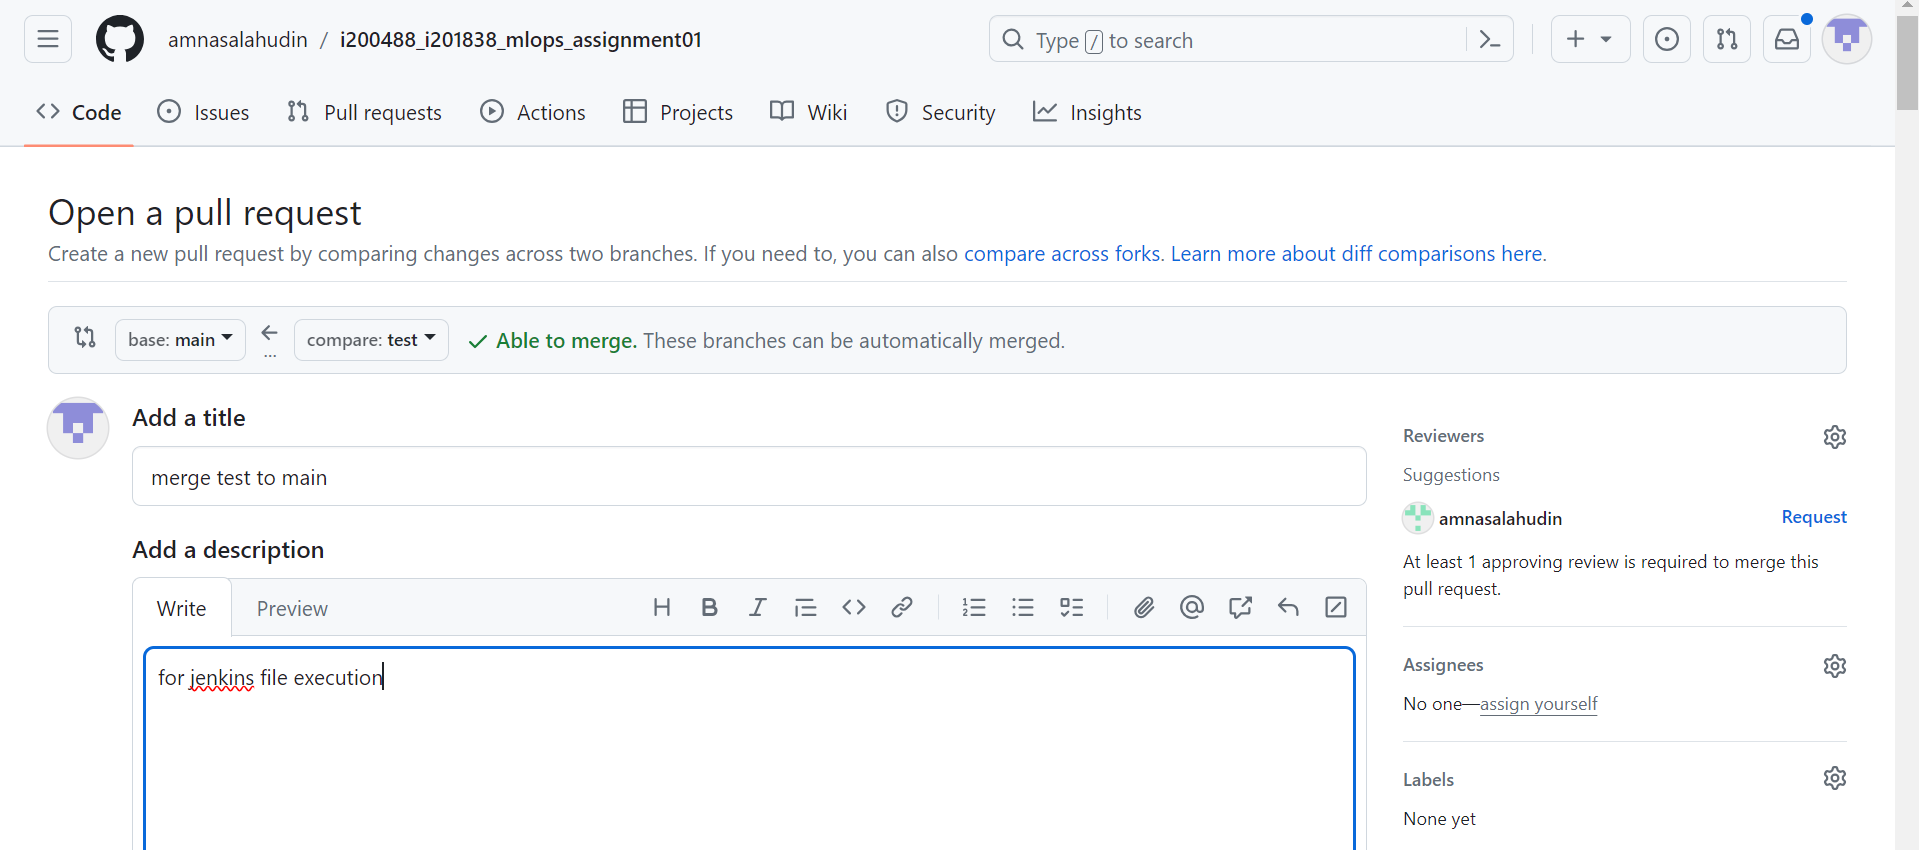 amnasalahudin / i200488_i201838_mlops_assignment01
Type / to search
Code Issues Pull requests Actions Projects Wiki Security Insights
Open a pull request
Create a new pull request by comparing changes across two branches. If you need to, you can also compare across forks. Learn more about diff comparisons here.
base: main ... compare: test Able to merge. These branches can be automatically merged.
Add a title
merge test to main
Add a description
Write Preview
for jenkins file execution
Reviewers
Suggestions
amnasalahudin Request
At least 1 approving review is required to merge this
pull request.
Assignees
No one—assign yourself
Labels
None yet